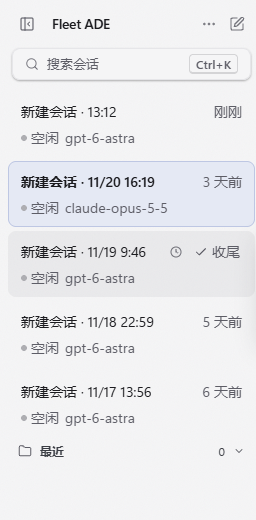 Fleet ADE
搜索会话 Ctrl+K
新建会话 · 13:12 刚刚
空闲 gpt-6-astra
新建会话 · 11/20 16:19 3 天前
空闲 claude-opus-5-5
新建会话 · 11/19 9:46 收尾
空闲 gpt-6-astra
新建会话 · 11/18 22:59 5 天前
空闲 gpt-6-astra
新建会话 · 11/17 13:56 6 天前
空闲 gpt-6-astra
最近 0